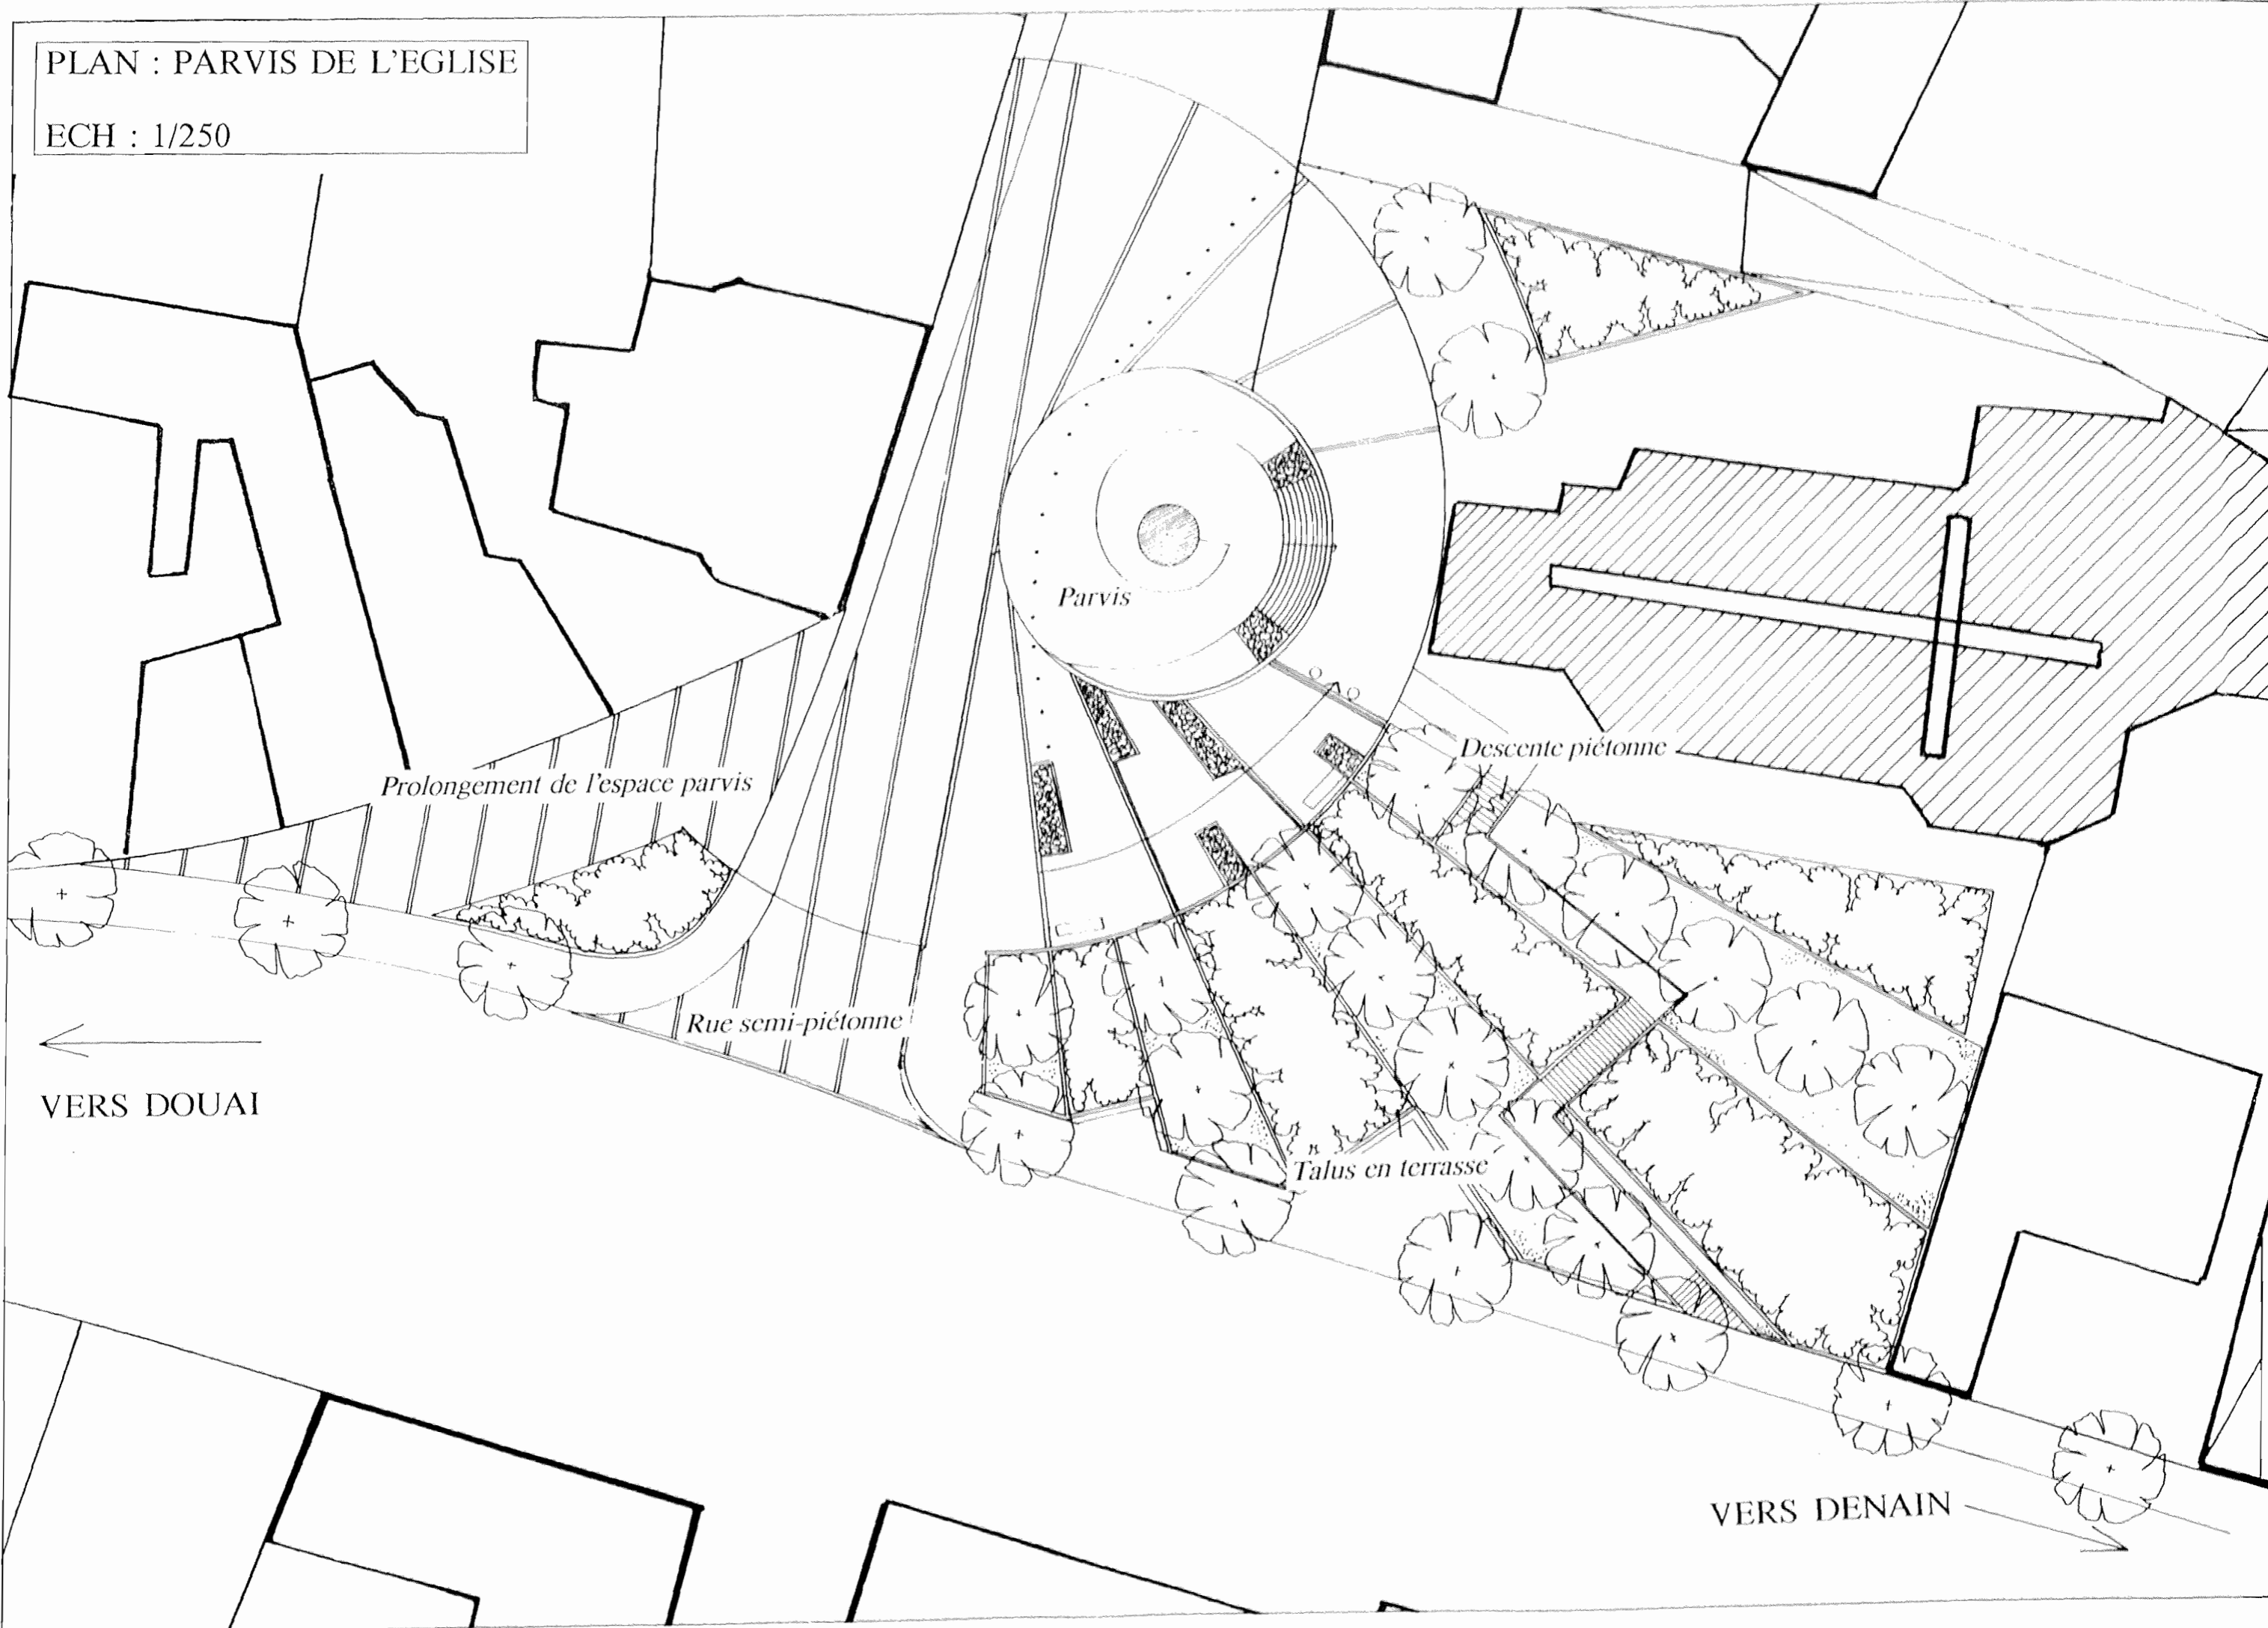 PLAN : PARVIS DE L'EGLISE
ECH : 1/250
Parvis
Descente piétonne
Prolongement de l'espace parvis
Rue semi-piétonne
VERS DOUAI
Talus en terrasse
VERS DENAIN